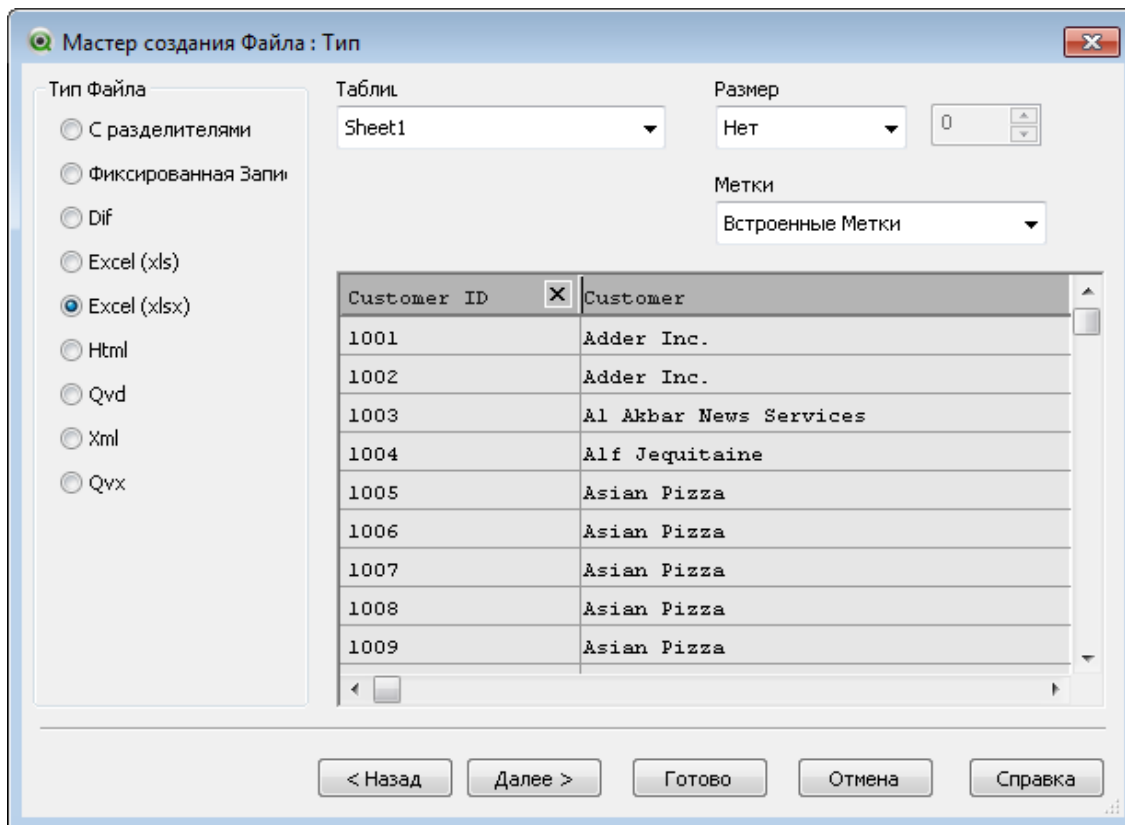 Мастер создания Файла : Тип
Тип Файла
С разделителями
Фиксированная Запи
Dif
Excel (xls)
Excel (xlsx)
Html
Qvd
Xml
Qvx
Таблиц
Sheet1
Размер
Нет
0
Метки
Встроенные Метки
Customer ID Customer
1001 Adder Inc.
1002 Adder Inc.
1003 Al Akbar News Services
1004 Alf Jequitaine
1005 Asian Pizza
1006 Asian Pizza
1007 Asian Pizza
1008 Asian Pizza
1009 Asian Pizza
< Назад Далее > Готово Отмена Справка